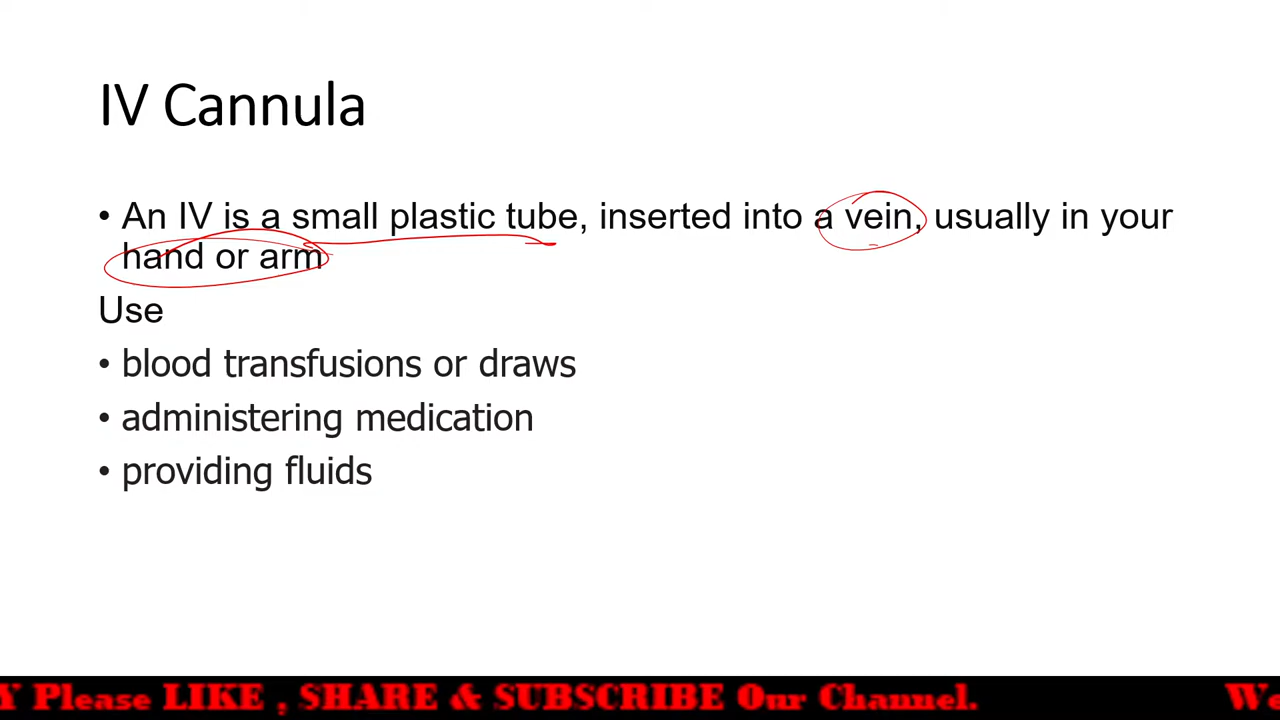 IV Cannula
• An IV is a small plastic tube, inserted into a vein, usually in your
hand or arm
Use
• blood transfusions or draws
• administering medication
• providing fluids
Y Please LIKE , SHARE & SUBSCRIBE Our Channel. We